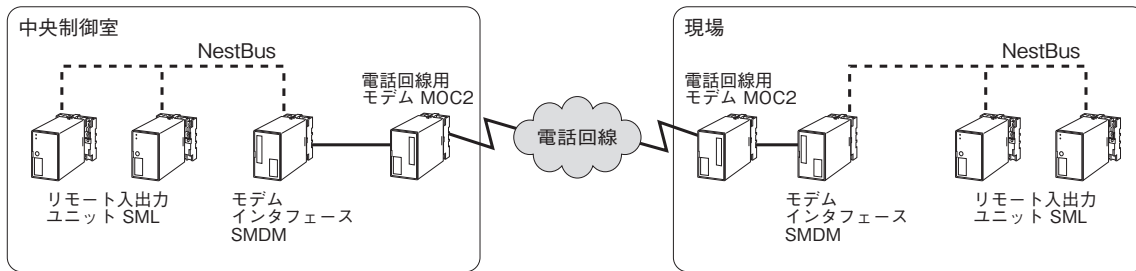 中央制御室
NestBus
電話回線用
モデム MOC2
リモート入出力
ユニット SML
モデム
インタフェース
SMDM
電話回線
現場
NestBus
電話回線用
モデム MOC2
モデム
インタフェース
SMDM
リモート入出力
ユニット SML